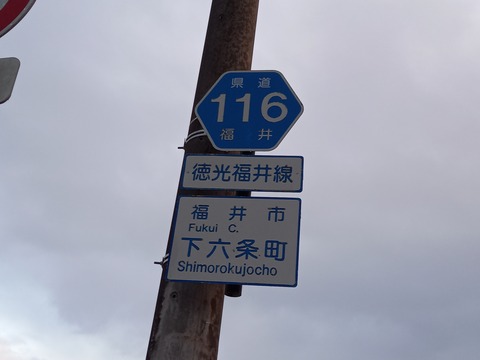 県道
116
福井
徳光福井線
福井市
Fukui C.
下六条町
Shimorokujocho